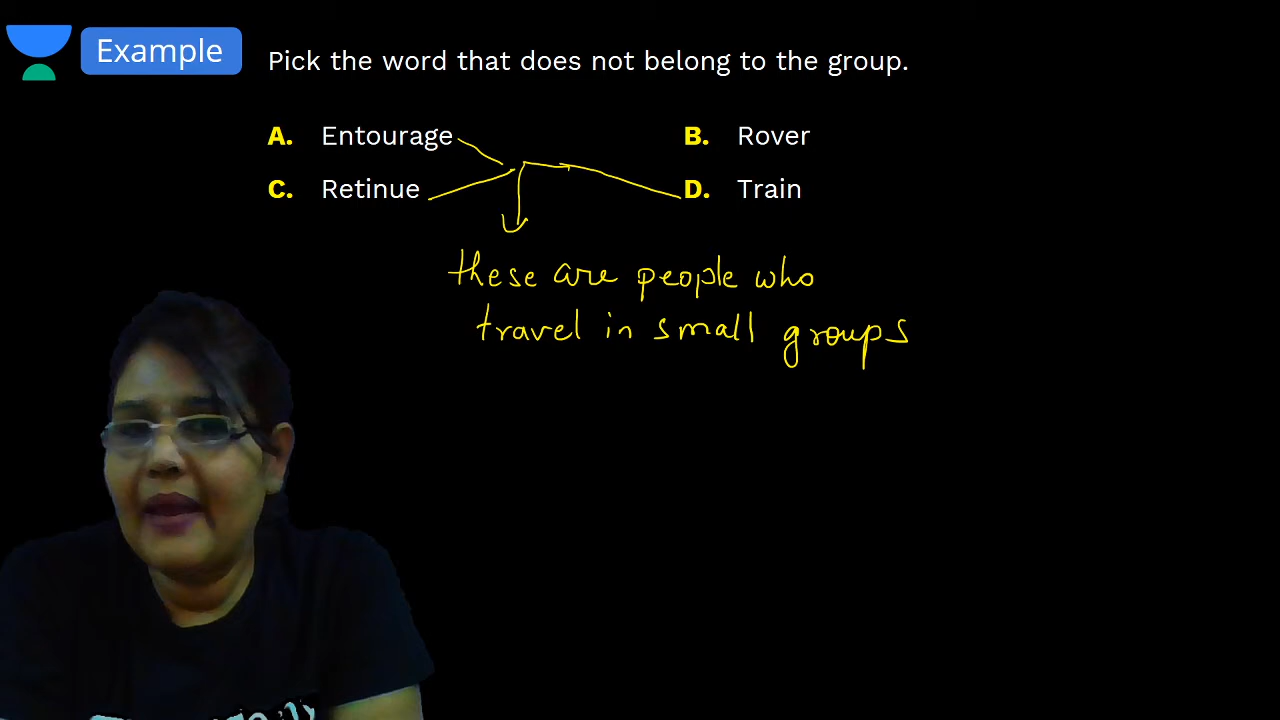 Example
Pick the word that does not belong to the group.
A. Entourage
B. Rover
C. Retinue
D. Train
these are people who
travel in small groups